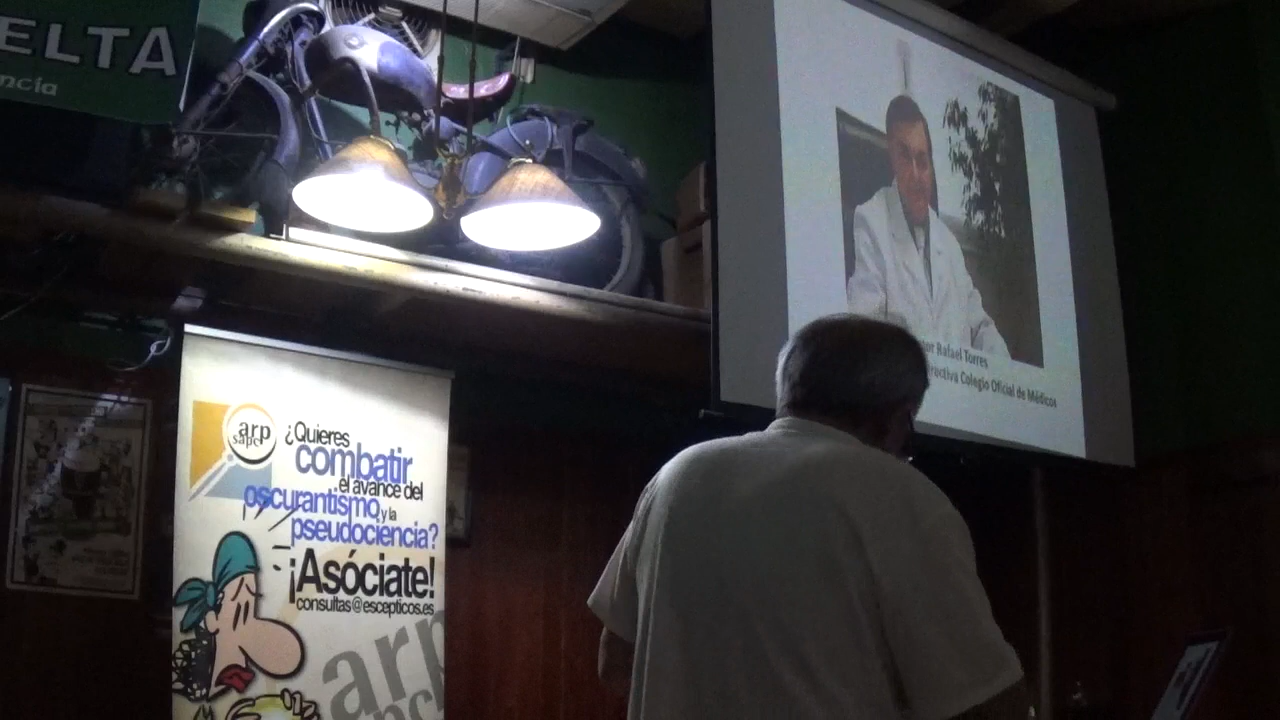 ELTA
ncia
arp
sapc
¿Quieres
combatir
el avance del
oscurantismo y la
pseudociencia?
¡Asóciate!
consultas@escepticos.es
arp
Rafael Torres
Colegio Oficial de Médicos